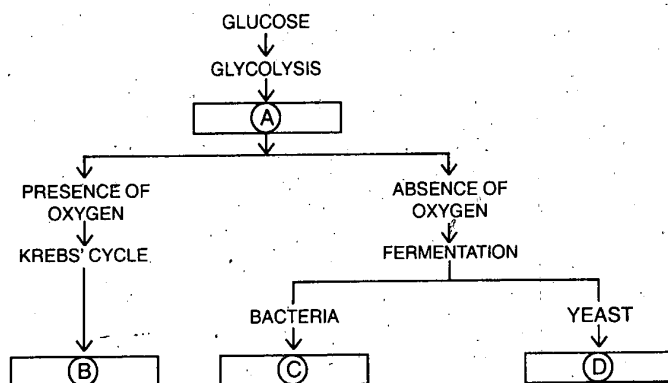 GLUCOSE
GLYCOLYSIS
A
PRESENCE OF
OXYGEN
ABSENCE OF
OXYGEN
KREBS' CYCLE
FERMENTATION
BACTERIA
YEAST
B
C
D